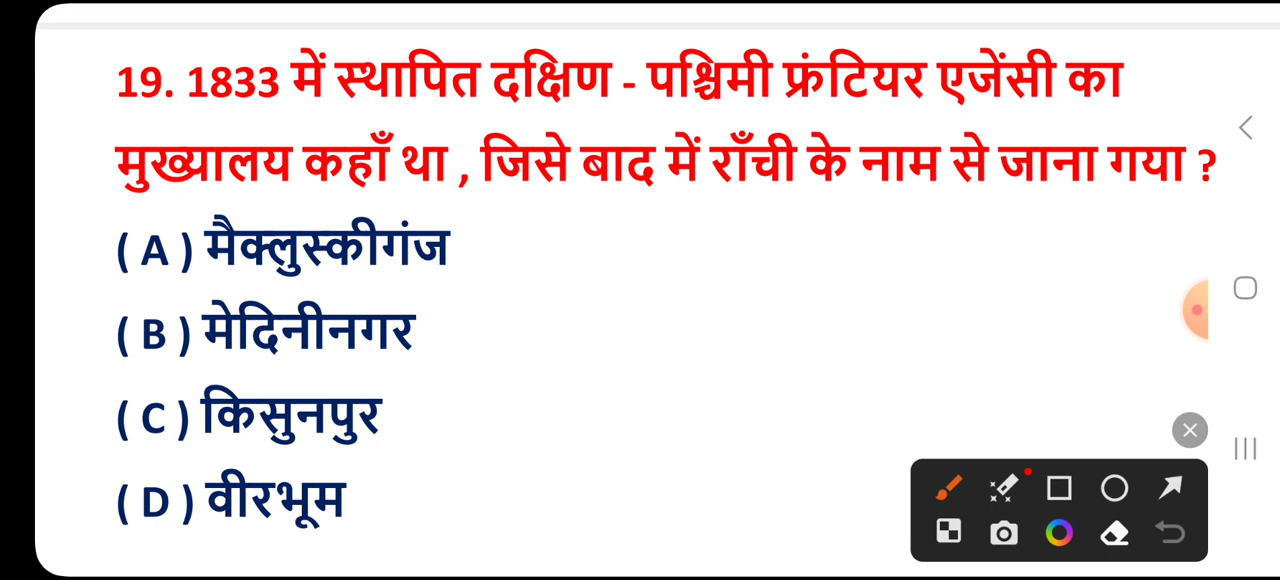 19. 1833 में स्थापित दक्षिण - पश्चिमी फ्रंटियर एजेंसी का
मुख्यालय कहाँ था , जिसे बाद में राँची के नाम से जाना गया ?
( A ) मैक्लुस्कीगंज
( B ) मेदिनीनगर
( C ) किसुनपुर
( D ) वीरभूम